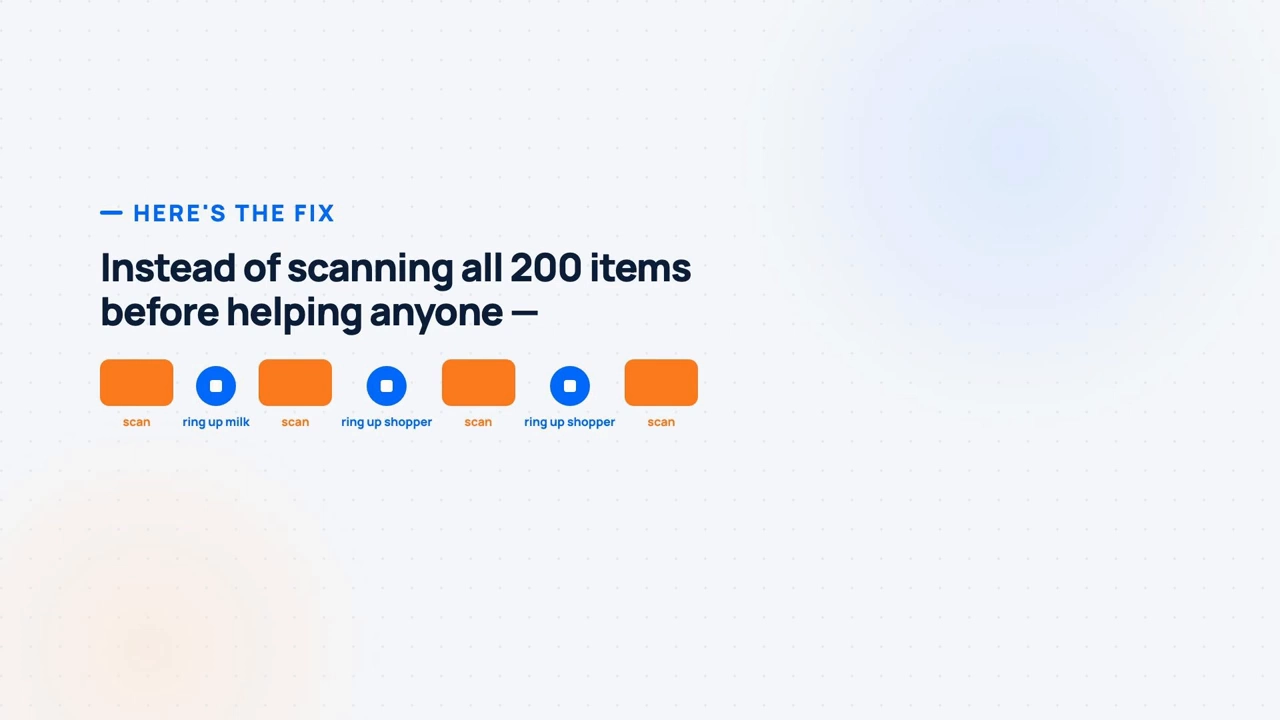 — HERE'S THE FIX
Instead of scanning all 200 items
before helping anyone —
scan ring up milk scan ring up shopper scan ring up shopper scan